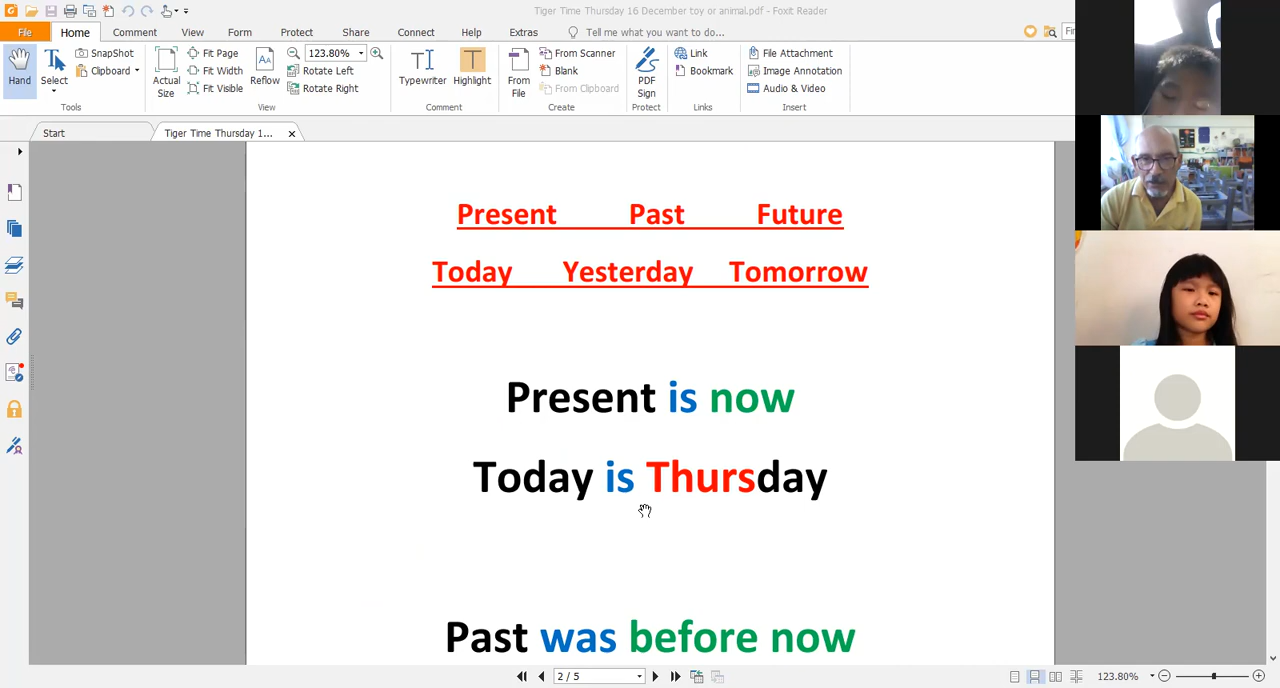 Tiger Time Thursday 16 December toy or animal.pdf - Foxit Reader
File Home Comment View Form Protect Share Connect Help Extras Tell me what you want to do...
Hand
Select
SnapShot
Clipboard
Tools
Actual Size
Fit Page
Fit Width
Fit Visible
Reflow
123.80%
Rotate Left
Rotate Right
View
Typewriter
Highlight
Comment
From File
From Scanner
Blank
From Clipboard
Create
PDF Sign
Protect
Link
Bookmark
Links
File Attachment
Image Annotation
Audio & Video
Insert
Start
Tiger Time Thursday 1...
Present Past Future
Today Yesterday Tomorrow
Present is now
Today is Thursday
Past was before now
2 / 5
123.80%